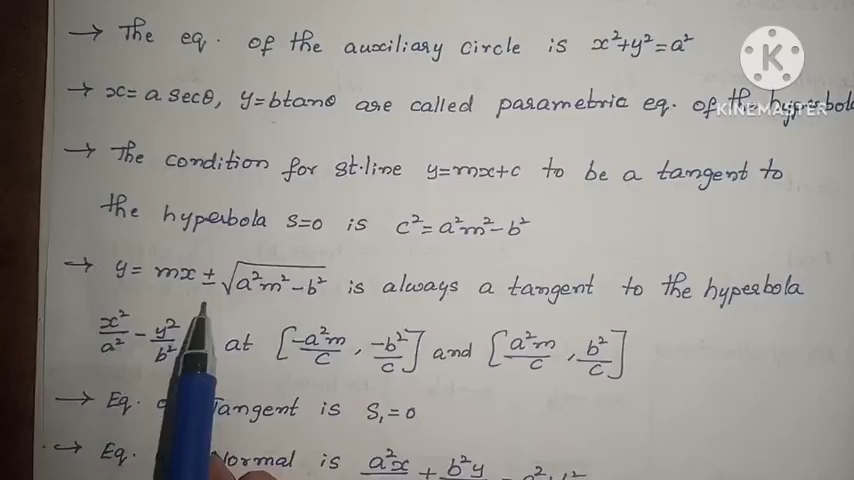 → The eq. of the auxiliary circle is x²+y²=a²
K
KINEMASTER
→ x=a secθ, y=btanθ are called parametric eq. of the hyperbola
→ The condition for st.line y=mx+c to be a tangent to
the hyperbola S=0 is c²=a²m²-b²
→ y= mx ± √(a²m²-b²) is always a tangent to the hyperbola
x²/a² - y²/b² at [-a²m/c, -b²/c] and [a²m/c, b²/c]
→ Eq. Tangent is S₁=0
→ Eq. Normal is a²x + b²y